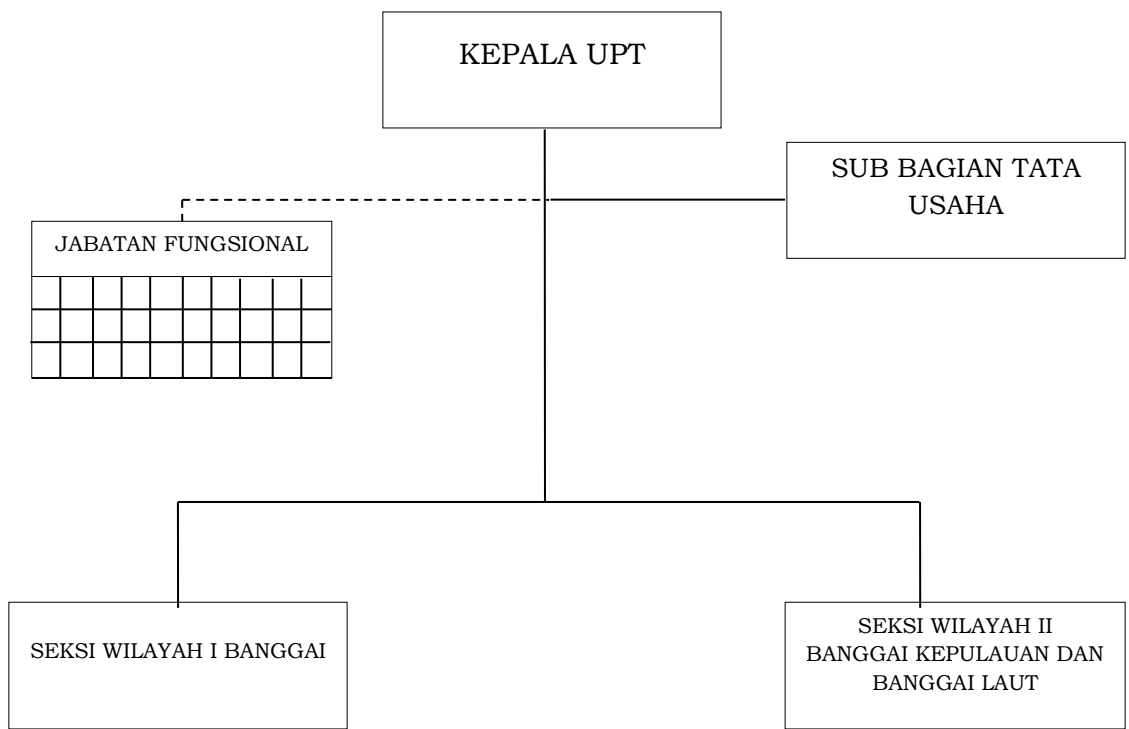 KEPALA UPT
SUB BAGIAN TATA
USAHA
JABATAN FUNGSIONAL
SEKSI WILAYAH I BANGGAI
SEKSI WILAYAH II
BANGGAI KEPULAUAN DAN
BANGGAI LAUT